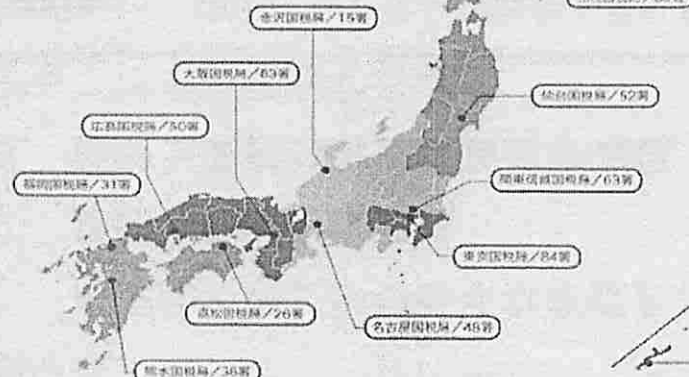 金沢国税局/15署
大阪国税局/83署
仙台国税局/52署
広島国税局/50署
福岡国税局/31署
関東信越国税局/63署
東京国税局/84署
高松国税局/26署
名古屋国税局/48署
熊本国税局/36署